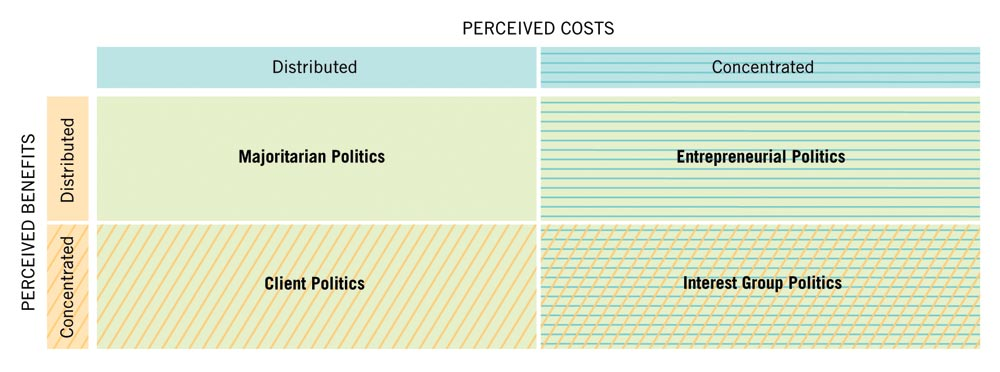 PERCEIVED COSTS
Distributed
Concentrated
PERCEIVED BENEFITS
Distributed
Majoritarian Politics
Entrepreneurial Politics
Concentrated
Client Politics
Interest Group Politics